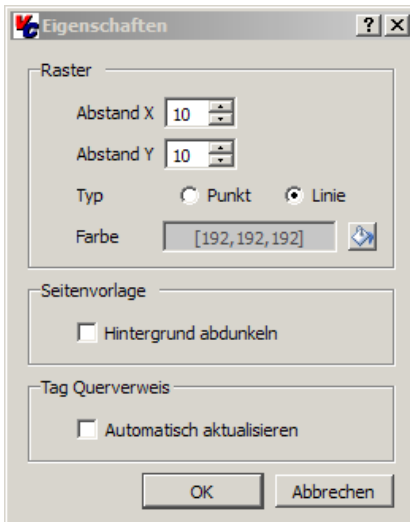 VC Eigenschaften ? X
Raster
Abstand X 10
Abstand Y 10
Typ Punkt Linie
Farbe [192,192,192]
Seitenvorlage
Hintergrund abdunkeln
Tag Querverweis
Automatisch aktualisieren
OK Abbrechen